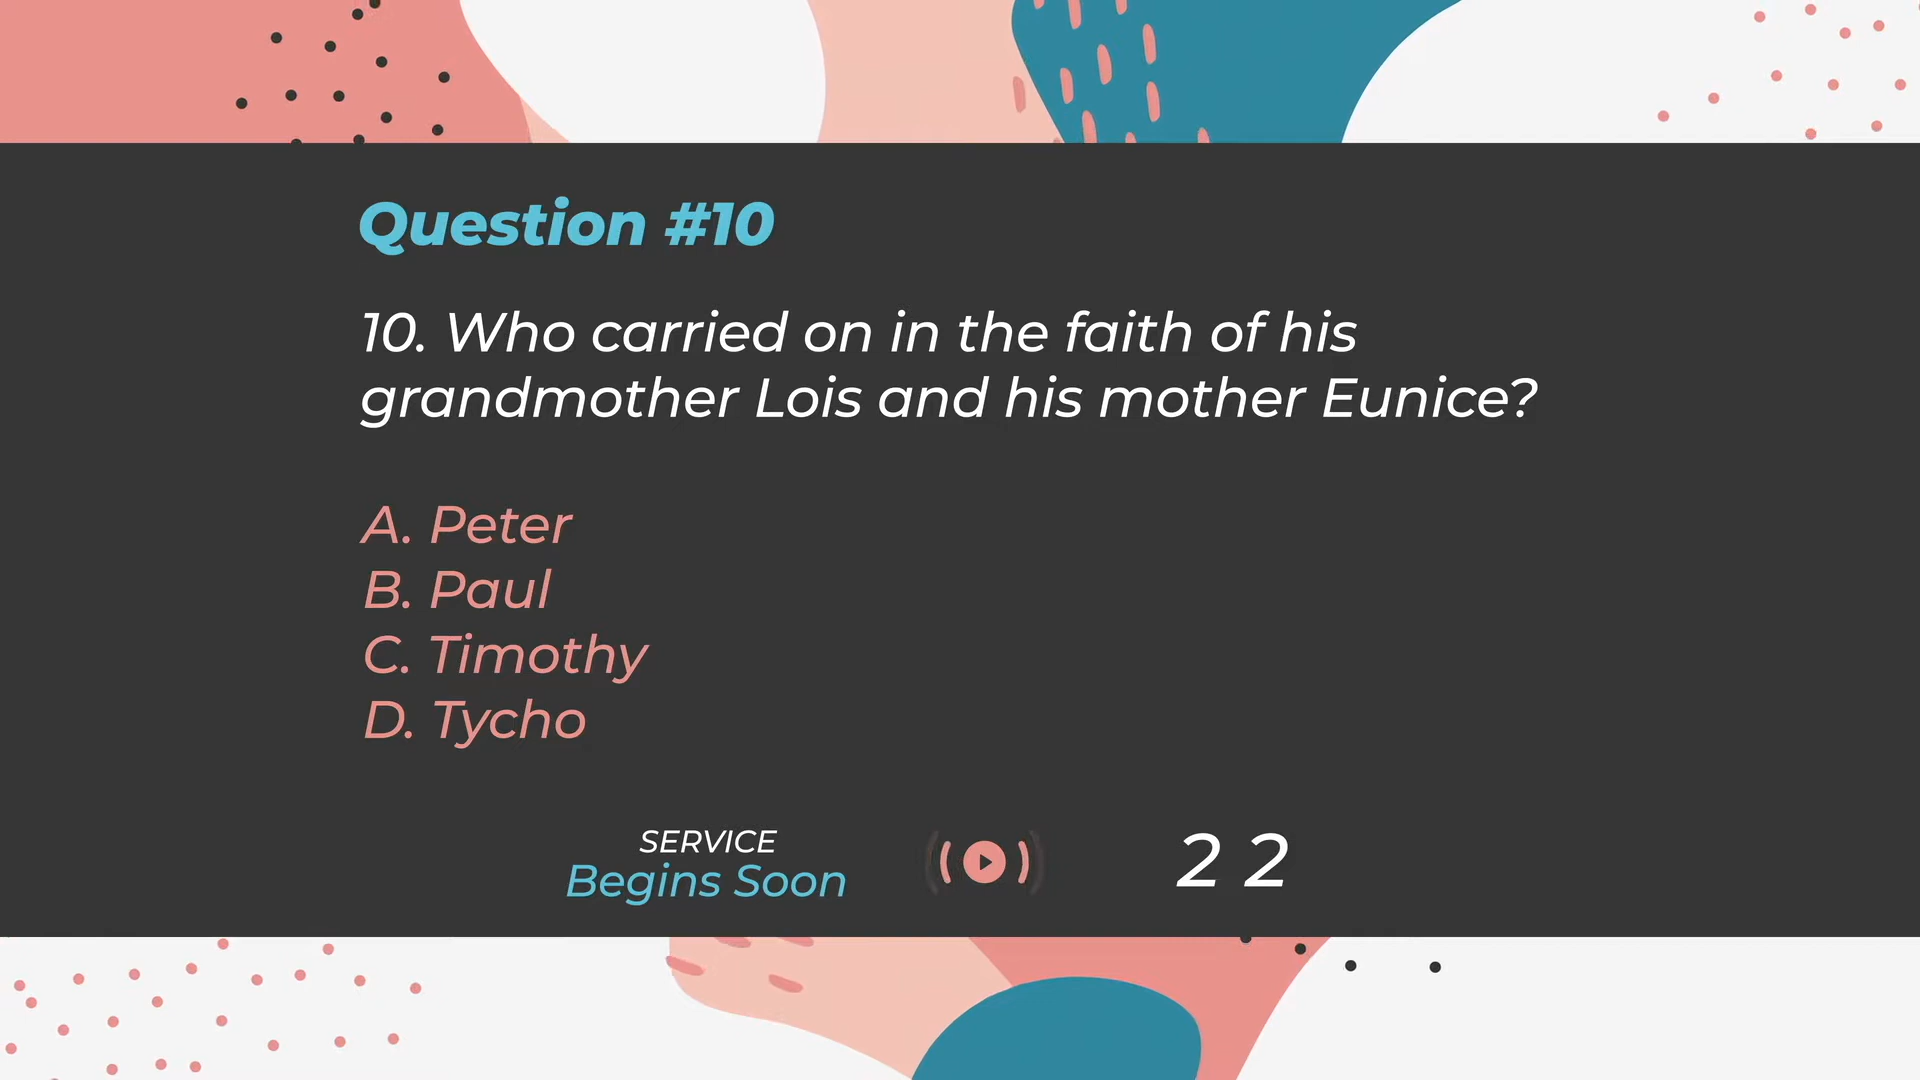 Question #10
10. Who carried on in the faith of his
grandmother Lois and his mother Eunice?
A. Peter
B. Paul
C. Timothy
D. Tycho
SERVICE
Begins Soon
2 2